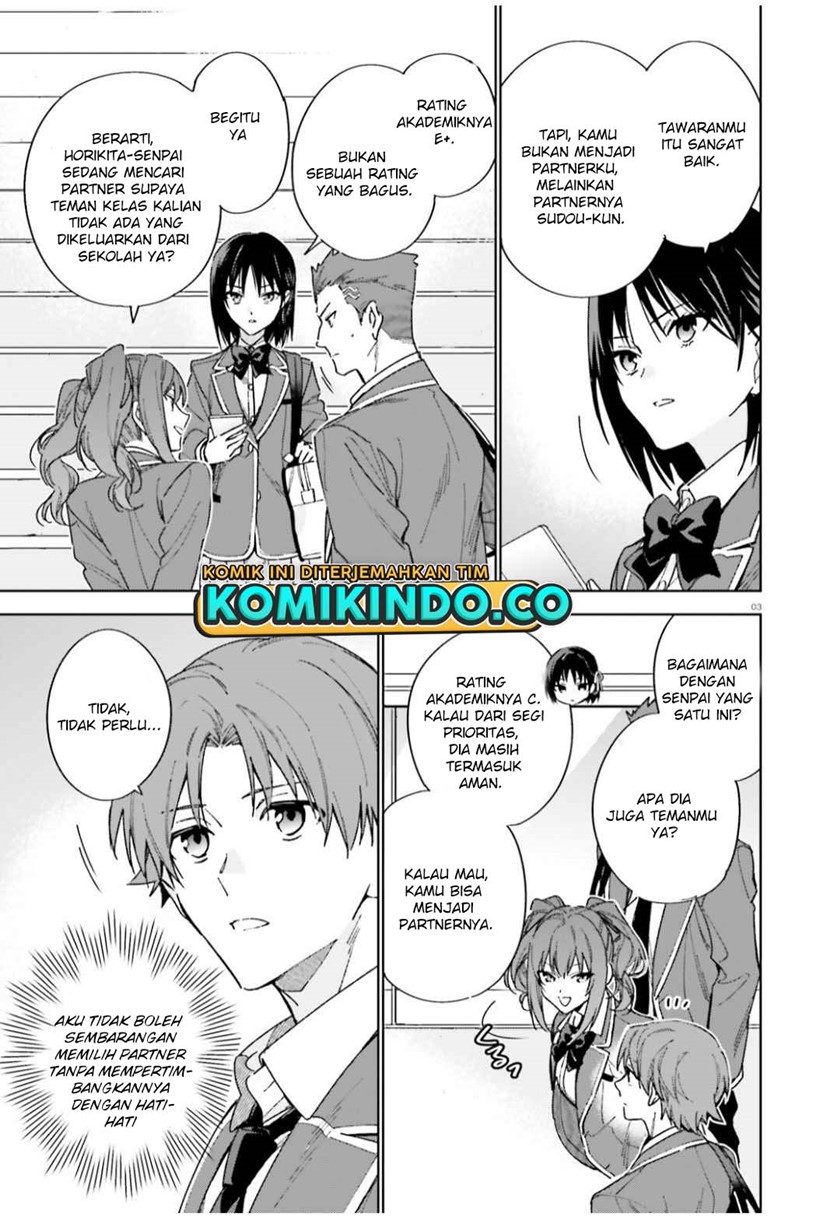 TAWARANMU
ITU SANGAT
BAIK.
TAPI, KAMU
BUKAN MENJADI
PARTNERKU,
MELAINKAN
PARTNERNYA
SUDOU-KUN.
RATING
AKADEMIKNYA
E+.
BUKAN
SEBUAH RATING
YANG BAGUS.
BEGITU
YA
BERARTI,
HORIKITA-SENPAI
SEDANG MENCARI
PARTNER SUPAYA
TEMAN KELAS KALIAN
TIDAK ADA YANG
DIKELUARKAN DARI
SEKOLAH YA?
KOMIK INI DITERJEMAHKAN TIM
KOMIKINDO.CO
03
BAGAIMANA
DENGAN
SENPAI YANG
SATU INI?
APA DIA
JUGA TEMANMU
YA?
RATING
AKADEMIKNYA C.
KALAU DARI SEGI
PRIORITAS,
DIA MASIH
TERMASUK
AMAN.
KALAU MAU,
KAMU BISA
MENJADI
PARTNERNYA.
TIDAK,
TIDAK PERLU...
AKU TIDAK BOLEH
SEMBARANGAN
MEMILIH PARTNER
TANPA MEMPERTIM-
BANGKANNYA
DENGAN HATI-
HATI